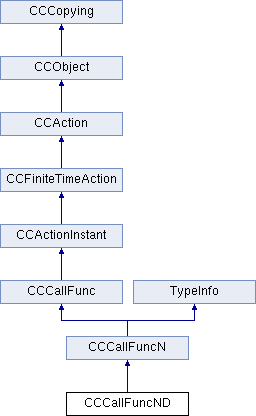 CCCopying
CCObject
CCAction
CCFiniteTimeAction
CCActionInstant
CCCallFunc TypeInfo
CCCallFuncN
CCCallFuncND